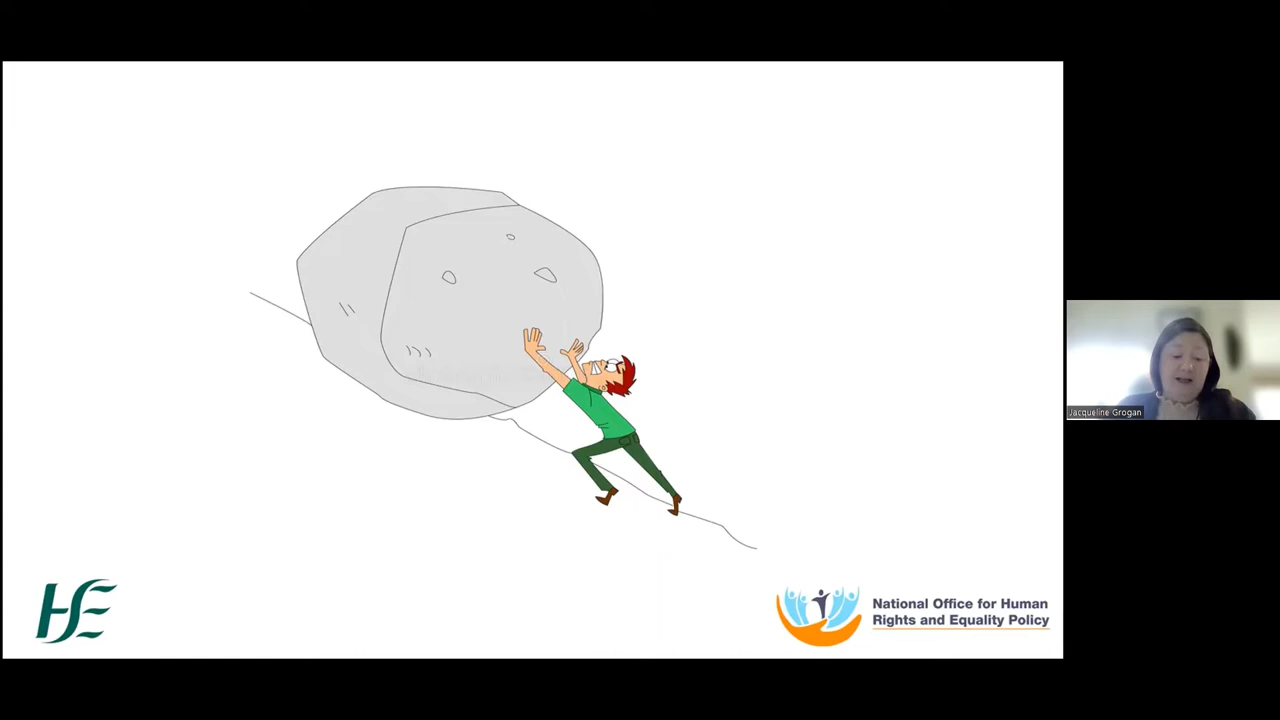 Jacqueline Grogan
HSE
National Office for Human
Rights and Equality Policy